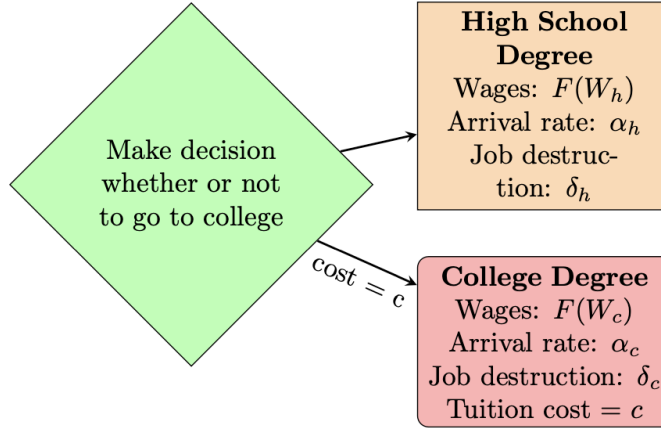 Make decision
whether or not
to go to college
High School
Degree
Wages: F(W_h)
Arrival rate: α_h
Job destruc-
tion: δ_h
cost = c
College Degree
Wages: F(W_c)
Arrival rate: α_c
Job destruction: δ_c
Tuition cost = c